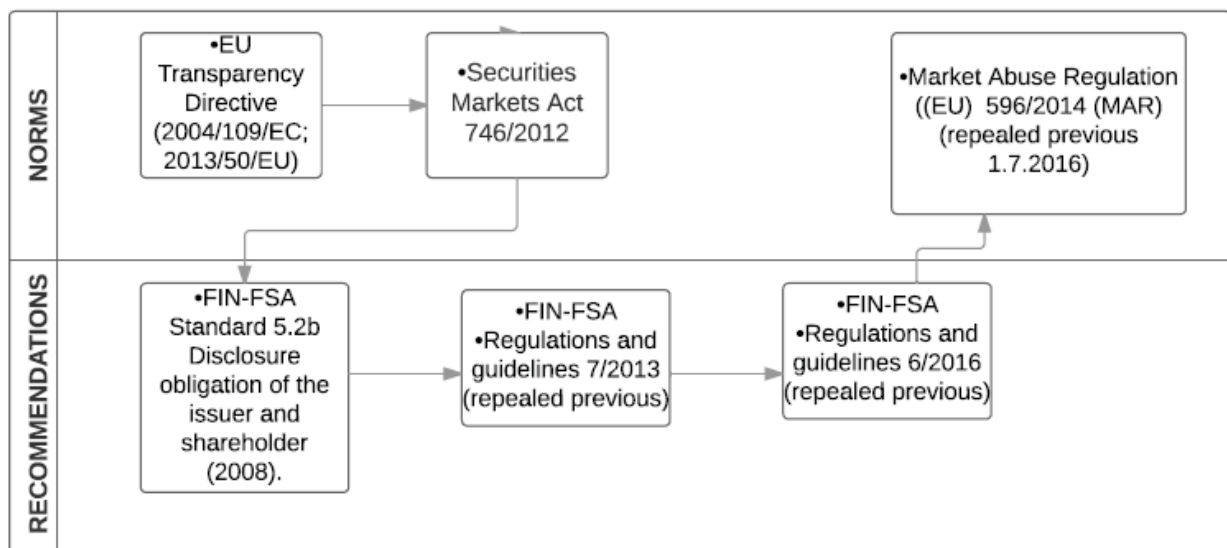 NORMS
•EU
Transparency
Directive
(2004/109/EC;
2013/50/EU)
•Securities
Markets Act
746/2012
•Market Abuse Regulation
((EU)  596/2014 (MAR)
(repealed previous
1.7.2016)
RECOMMENDATIONS
•FIN-FSA
Standard 5.2b
Disclosure
obligation of the
issuer and
shareholder
(2008).
•FIN-FSA
•Regulations and
guidelines 7/2013
(repealed previous)
•FIN-FSA
•Regulations and
guidelines 6/2016
(repealed previous)